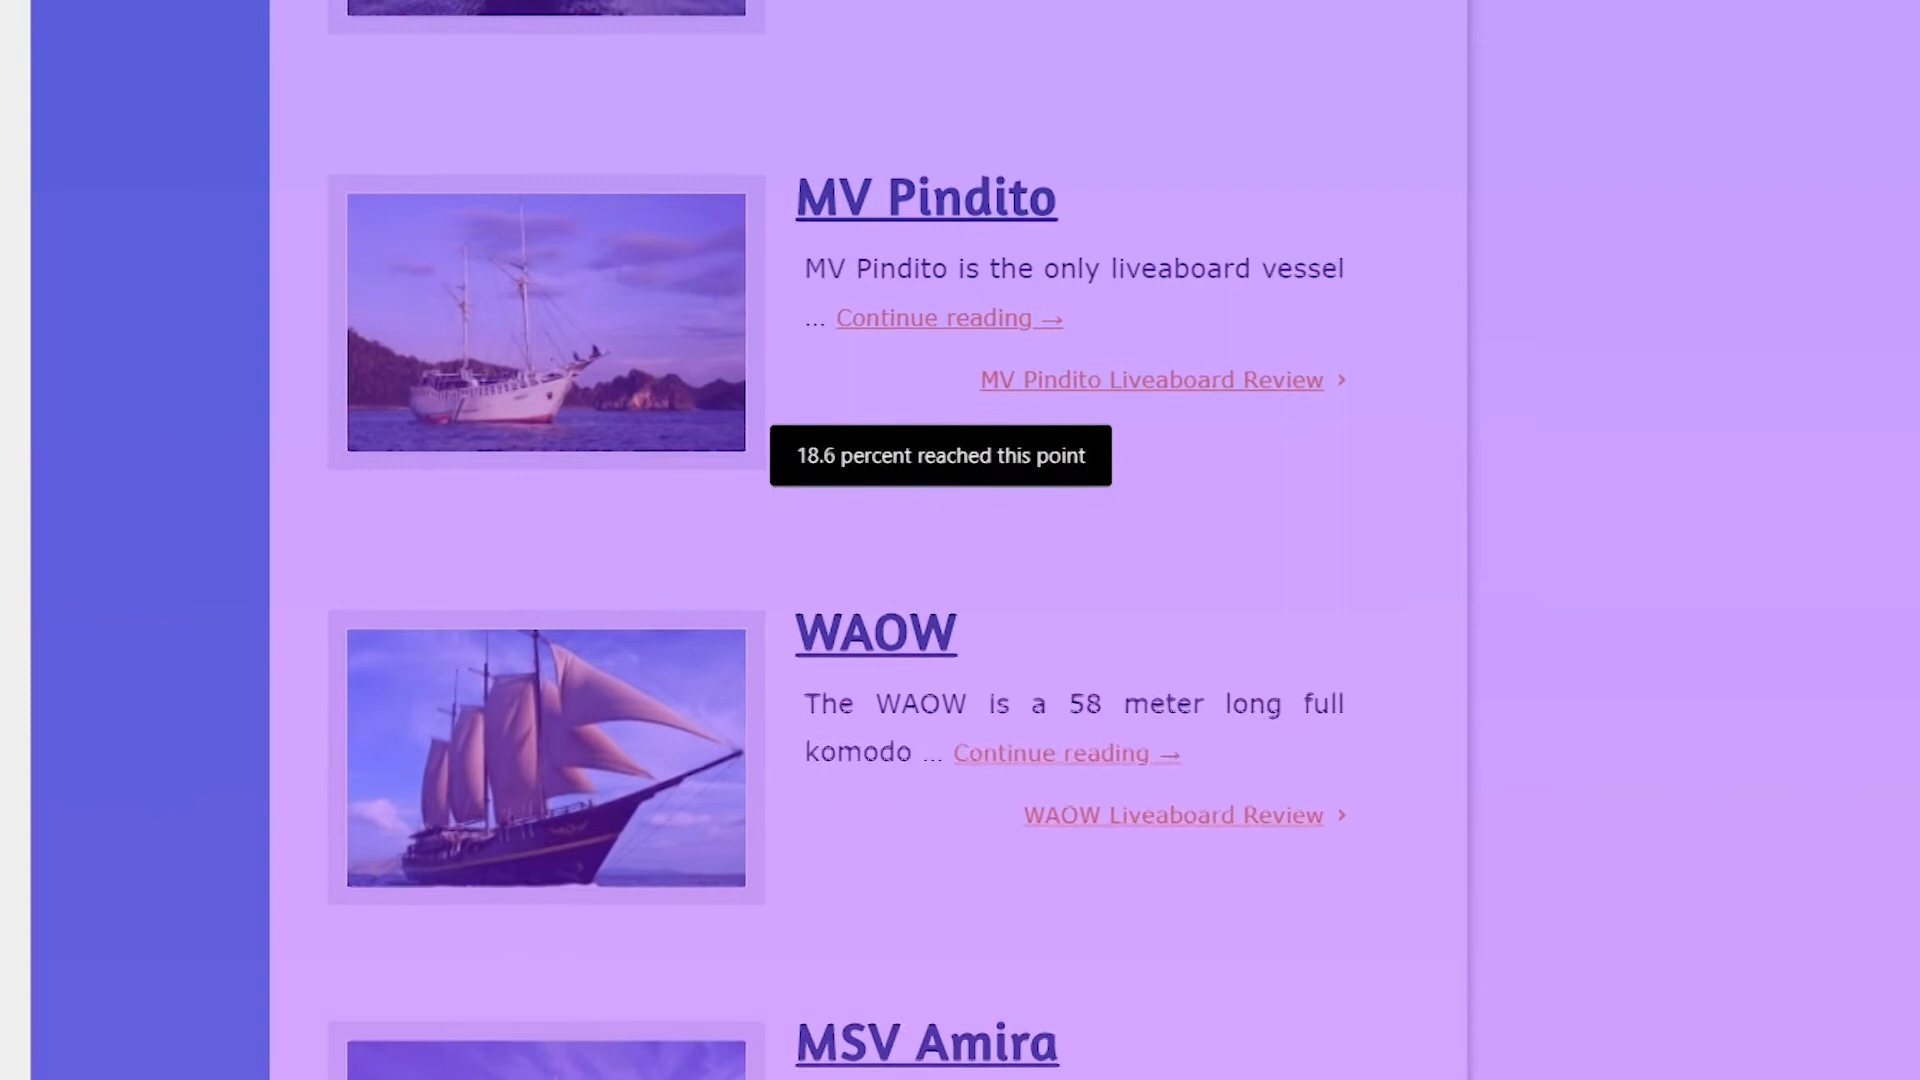 MV Pindito
MV Pindito is the only liveaboard vessel
... Continue reading →
MV Pindito Liveaboard Review ›
18.6 percent reached this point
WAOW
The WAOW is a 58 meter long full
komodo ... Continue reading →
WAOW Liveaboard Review ›
MSV Amira